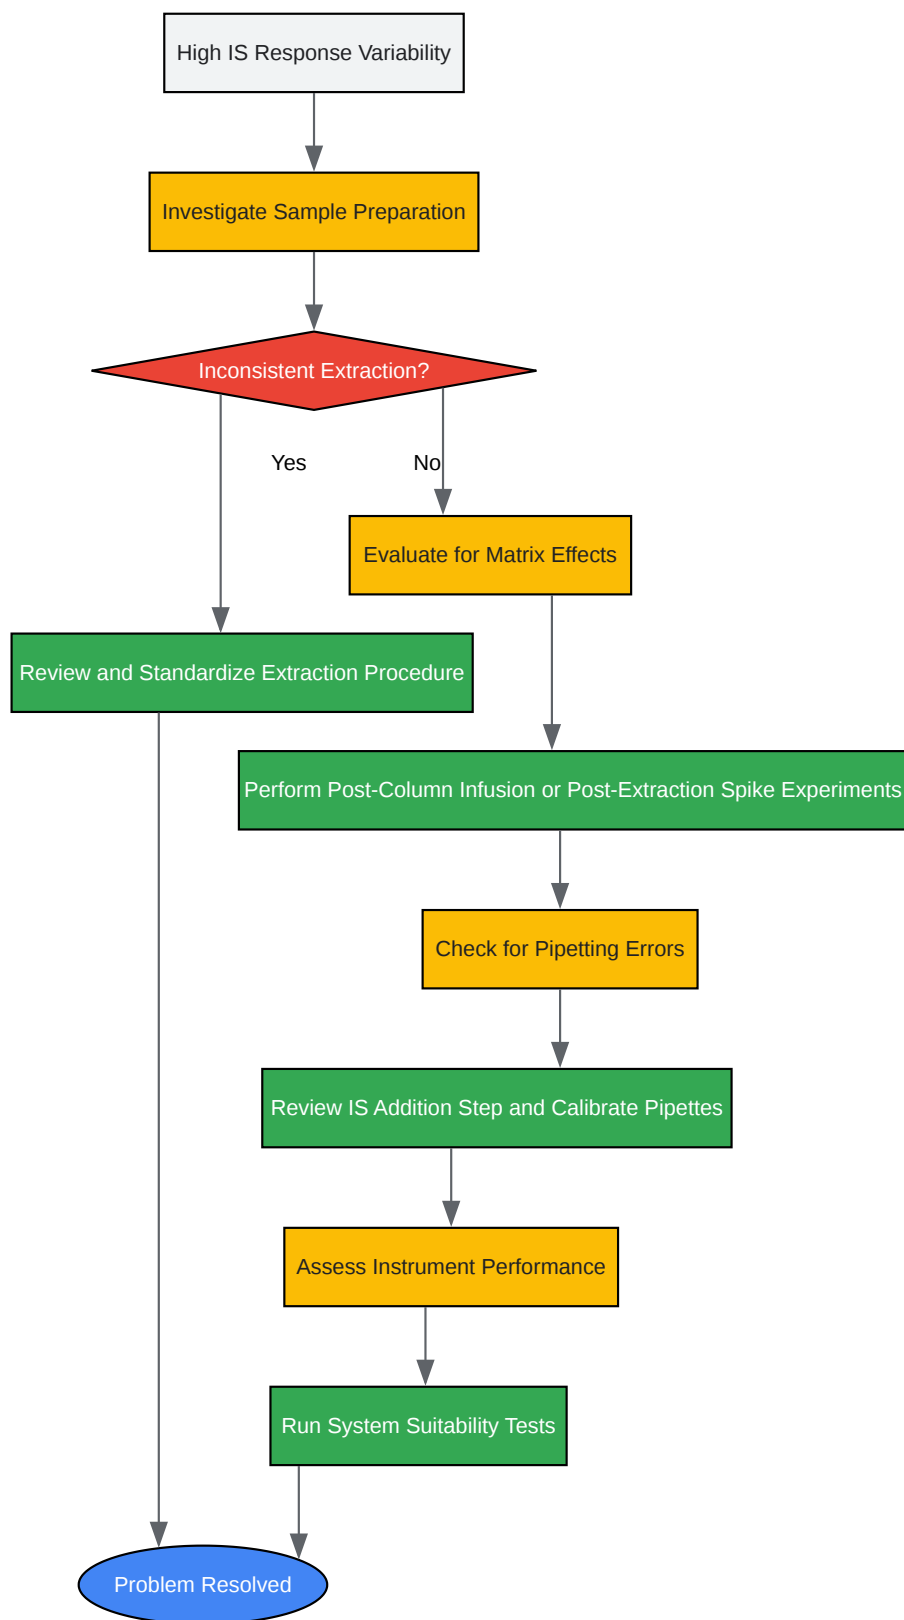 High IS Response Variability
Investigate Sample Preparation
Inconsistent Extraction?
Yes
No
Evaluate for Matrix Effects
Review and Standardize Extraction Procedure
Perform Post-Column Infusion or Post-Extraction Spike Experiments
Check for Pipetting Errors
Review IS Addition Step and Calibrate Pipettes
Assess Instrument Performance
Run System Suitability Tests
Problem Resolved